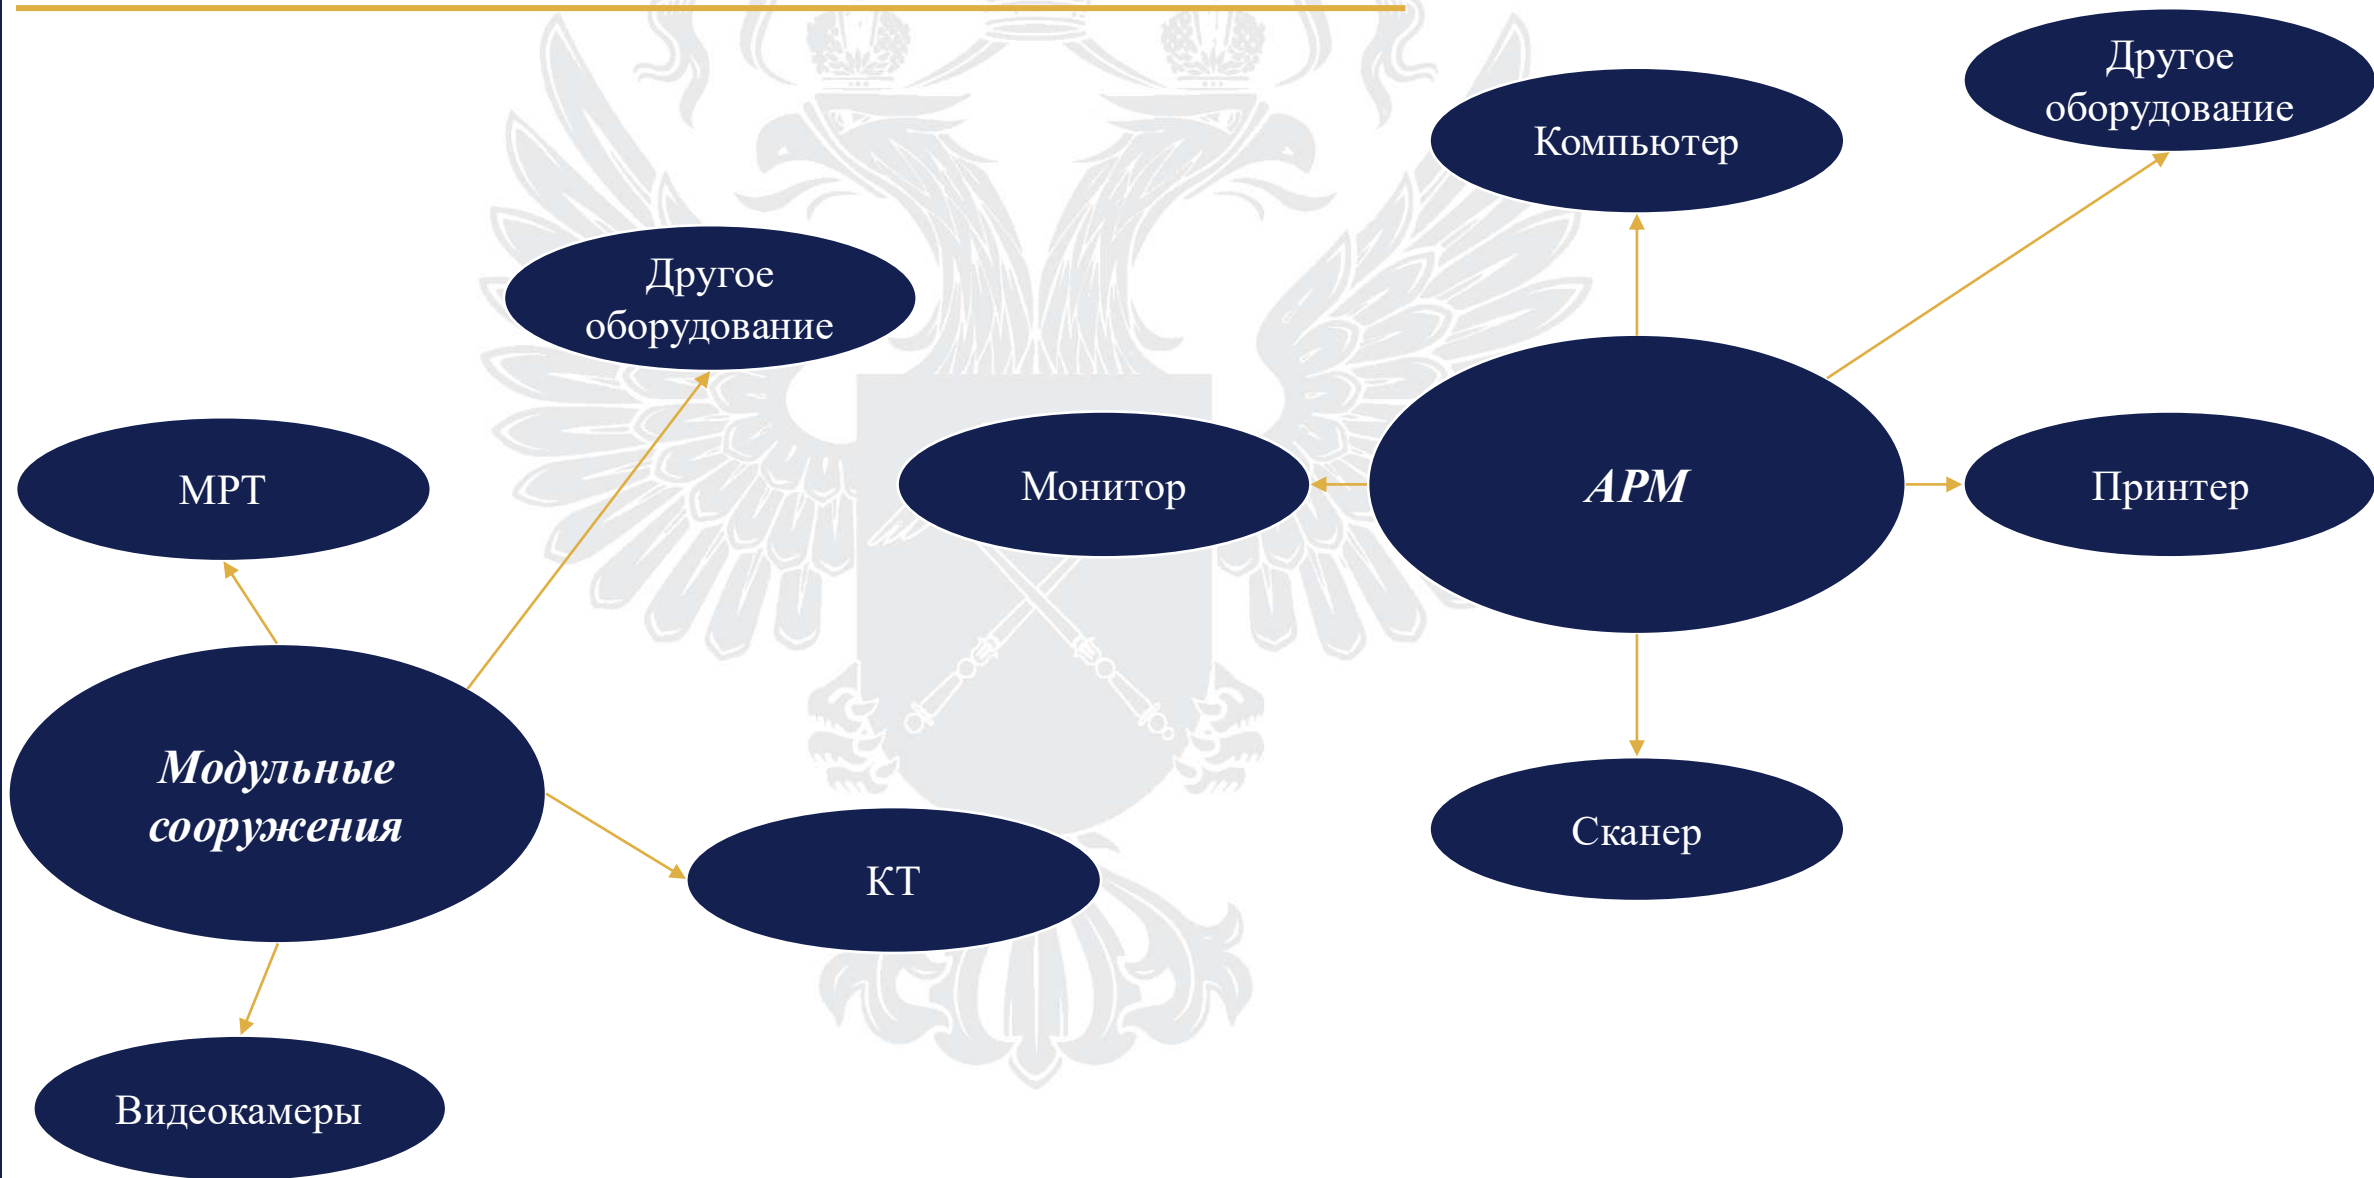 Другое
оборудование
Компьютер
Другое
оборудование
МРТ
Монитор
АРМ
Принтер
Модульные
сооружения
Сканер
КТ
Видеокамеры